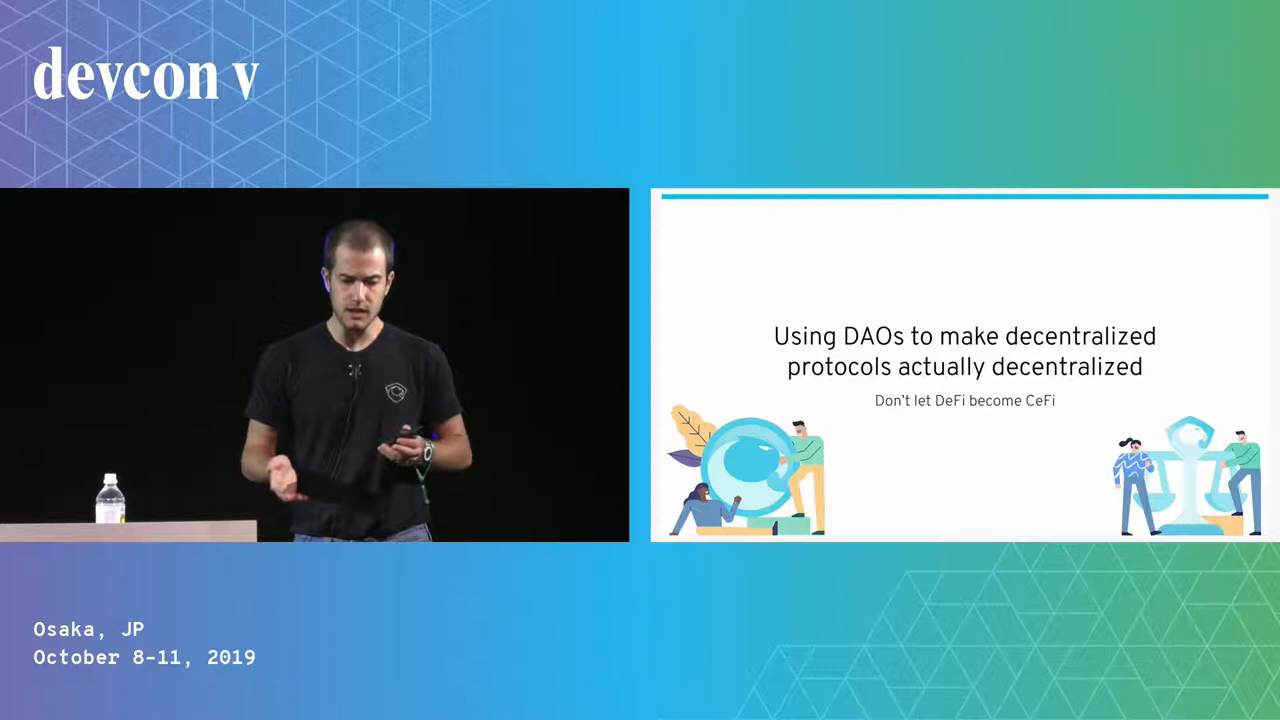 devcon v
Using DAOs to make decentralized
protocols actually decentralized
Don't let DeFi become CeFi
Osaka, JP
October 8-11, 2019